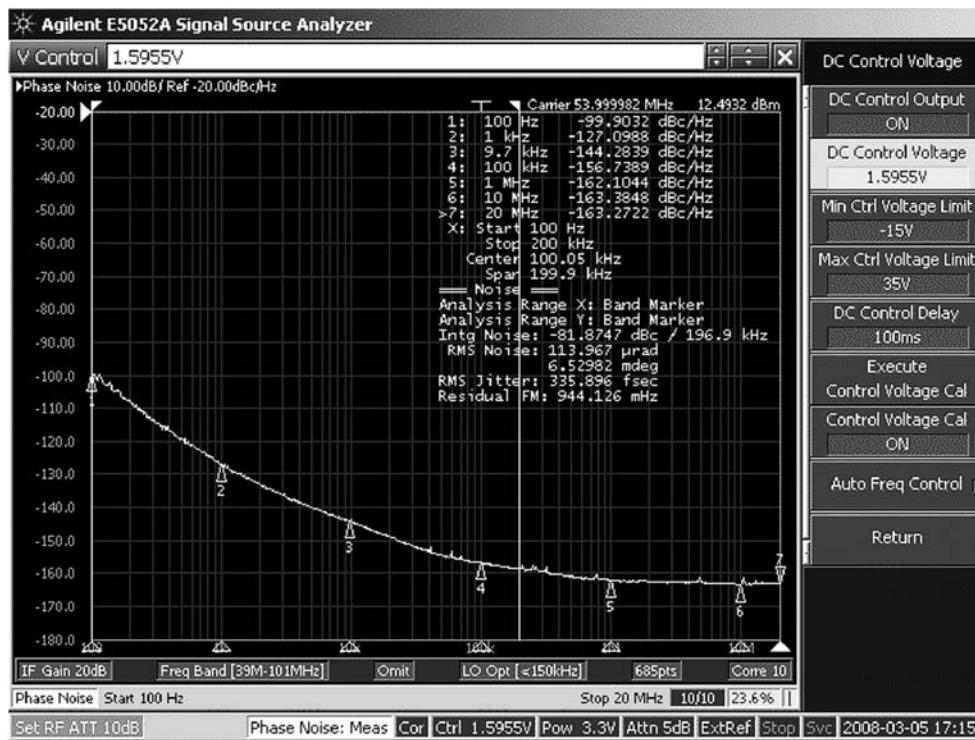 Agilent E5052A Signal Source Analyzer
V Control 1.5955V
Phase Noise 10.00dB/ Ref -20.00dBc/Hz
Carrier 53.999982 MHz 12.4932 dBm
1: 100 Hz -99.9032 dBc/Hz
2: 1 kHz -127.0988 dBc/Hz
3: 9.7 kHz -144.2839 dBc/Hz
4: 100 kHz -156.7389 dBc/Hz
5: 1 MHz -162.1044 dBc/Hz
6: 10 MHz -163.3848 dBc/Hz
>7: 20 MHz -163.2722 dBc/Hz
X: Start 100 Hz
Stop 200 kHz
Center 100.05 kHz
Span 199.9 kHz
=== Noise ===
Analysis Range X: Band Marker
Analysis Range Y: Band Marker
Intg Noise: -81.8747 dBc / 196.9 kHz
RMS Noise: 113.967 µrad
6.52982 mdeg
RMS Jitter: 335.896 fsec
Residual FM: 944.126 mHz
-20.00
-30.00
-40.00
-50.00
-60.00
-70.00
-80.00
-90.00
-100.0
-110.0
-120.0
-130.0
-140.0
-150.0
-160.0
-170.0
-180.0
1
2
3
4
5
6
7
100 10k 100k 10M
IF Gain 20dB Freq Band [39M-101MHz] Omit LO Opt [<150kHz] 685pts Corre 10
Phase Noise Start 100 Hz Stop 20 MHz 10/10 23.6%
Set RF ATT 10dB Phase Noise: Meas Cor Ctrl 1.5955V Pow 3.3V Attn 5dB ExtRef Stop Svc 2008-03-05 17:15
DC Control Voltage
DC Control Output
ON
DC Control Voltage
1.5955V
Min Ctrl Voltage Limit
-15V
Max Ctrl Voltage Limit
35V
DC Control Delay
100ms
Execute
Control Voltage Cal
Control Voltage Cal
ON
Auto Freq Control
Return